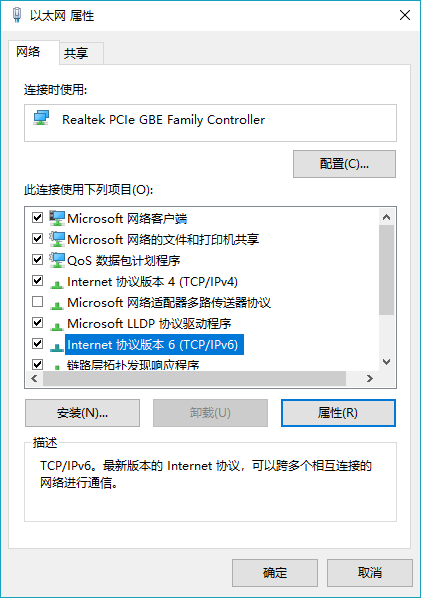 以太网 属性
网络
共享
连接时使用:
Realtek PCIe GBE Family Controller
配置(C)...
此连接使用下列项目(O):
Microsoft 网络客户端
Microsoft 网络的文件和打印机共享
QoS 数据包计划程序
Internet 协议版本 4 (TCP/IPv4)
Microsoft 网络适配器多路传送器协议
Microsoft LLDP 协议驱动程序
Internet 协议版本 6 (TCP/IPv6)
链路层拓扑发现响应程序
安装(N)...
卸载(U)
属性(R)
描述
TCP/IPv6。最新版本的 Internet 协议，可以跨多个相互连接的
网络进行通信。
确定
取消